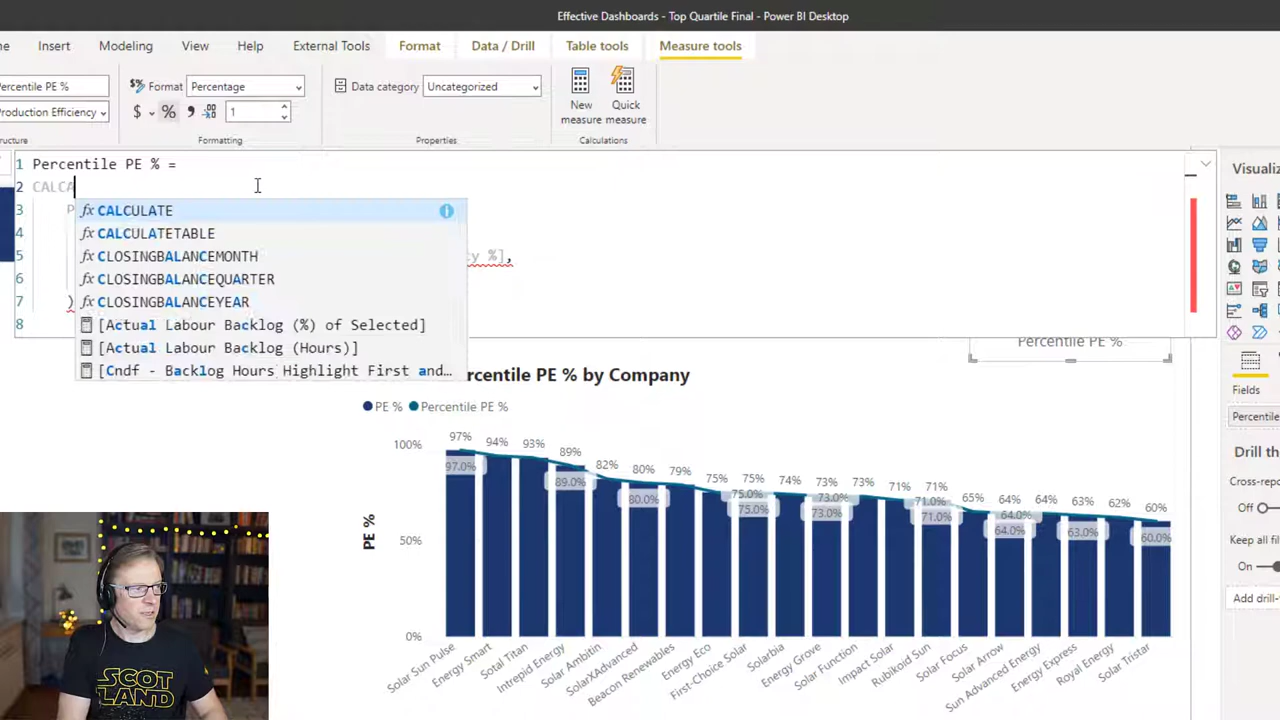 Effective Dashboards - Top Quartile Final - Power BI Desktop
ne Insert Modeling View Help External Tools Format Data / Drill Table tools Measure tools
Percentile PE % Format Percentage Data category Uncategorized New measure Quick measure
Production Efficiency $ % 1
ucture Formatting Properties Calculations
1 Percentile PE % =
2 CALCA
3 P
4
5 y %],
6
7 )
8
fx CALCULATE
fx CALCULATETABLE
fx CLOSINGBALANCEMONTH
fx CLOSINGBALANCEQUARTER
fx CLOSINGBALANCEYEAR
[Actual Labour Backlog (%) of Selected]
[Actual Labour Backlog (Hours)]
[Cndf - Backlog Hours Highlight First and...
Percentile PE %
rcentile PE % by Company
PE % Percentile PE %
PE %
100%
50%
0%
97% 94% 93% 89% 82% 80% 79% 75% 75% 74% 73% 73% 71% 71% 65% 64% 64% 63% 62% 60%
97.0% 89.0% 80.0% 75.0% 75.0% 73.0% 73.0% 71.0% 71.0% 64.0% 64.0% 63.0% 60.0%
Solar Sun Pulse
Energy Smart
Sotal Titan
Intrepid Energy
Solar Ambitin
SolarXAdvanced
Beacon Renewables
Energy Eco
First-Choice Solar
Solarbia
Energy Grove
Solar Function
Impact Solar
Rubikoid Sun
Solar Focus
Solar Arrow
Sun Advanced Energy
Energy Express
Royal Energy
Solar Tristar
Visualiz
Fields
Percentile
Drill th
Cross-repo
Off
Keep all fil
On
Add drill-
SCOT
LAND